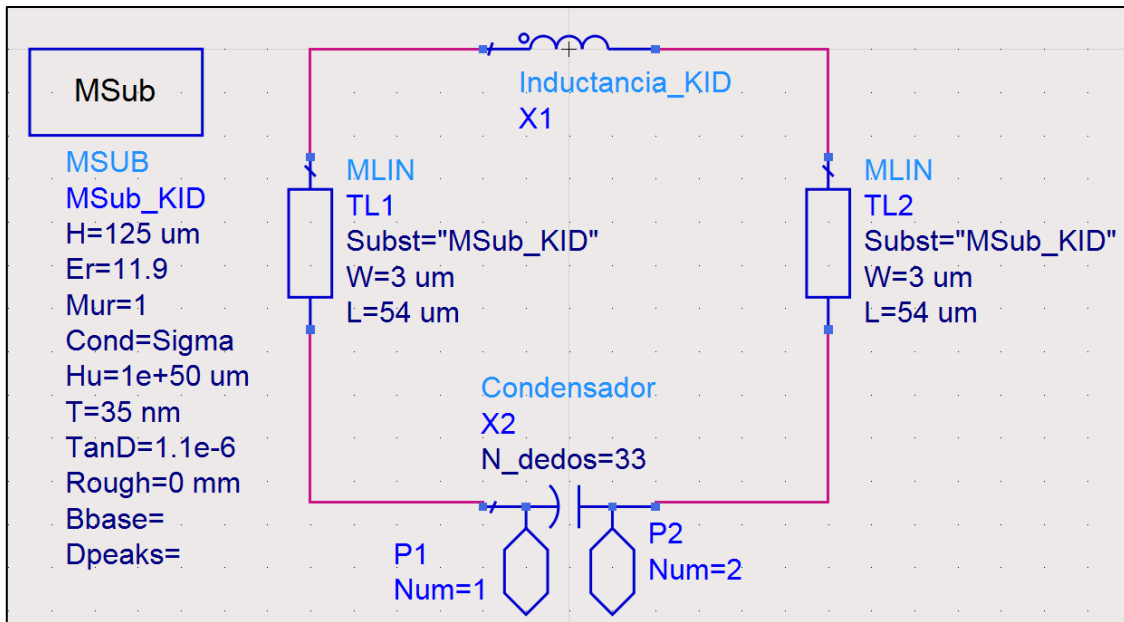 MSub
MSUB
MSub_KID
H=125 um
Er=11.9
Mur=1
Cond=Sigma
Hu=1e+50 um
T=35 nm
TanD=1.1e-6
Rough=0 mm
Bbase=
Dpeaks=
Inductancia_KID
X1
MLIN
TL1
Subst="MSub_KID"
W=3 um
L=54 um
MLIN
TL2
Subst="MSub_KID"
W=3 um
L=54 um
Condensador
X2
N_dedos=33
P1
Num=1
P2
Num=2